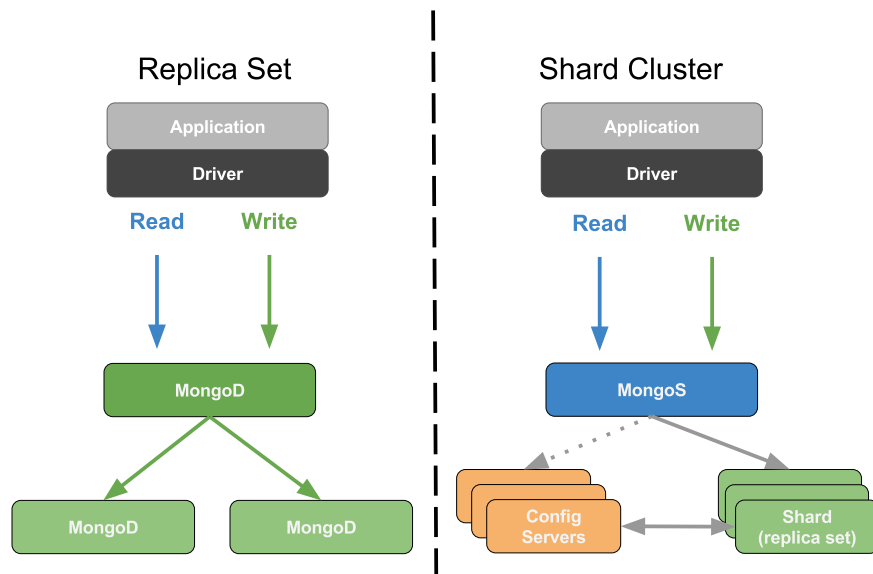 Replica Set
Application
Driver
Read Write
MongoD
MongoD MongoD
Shard Cluster
Application
Driver
Read Write
MongoS
Config
Servers
Shard
(replica set)